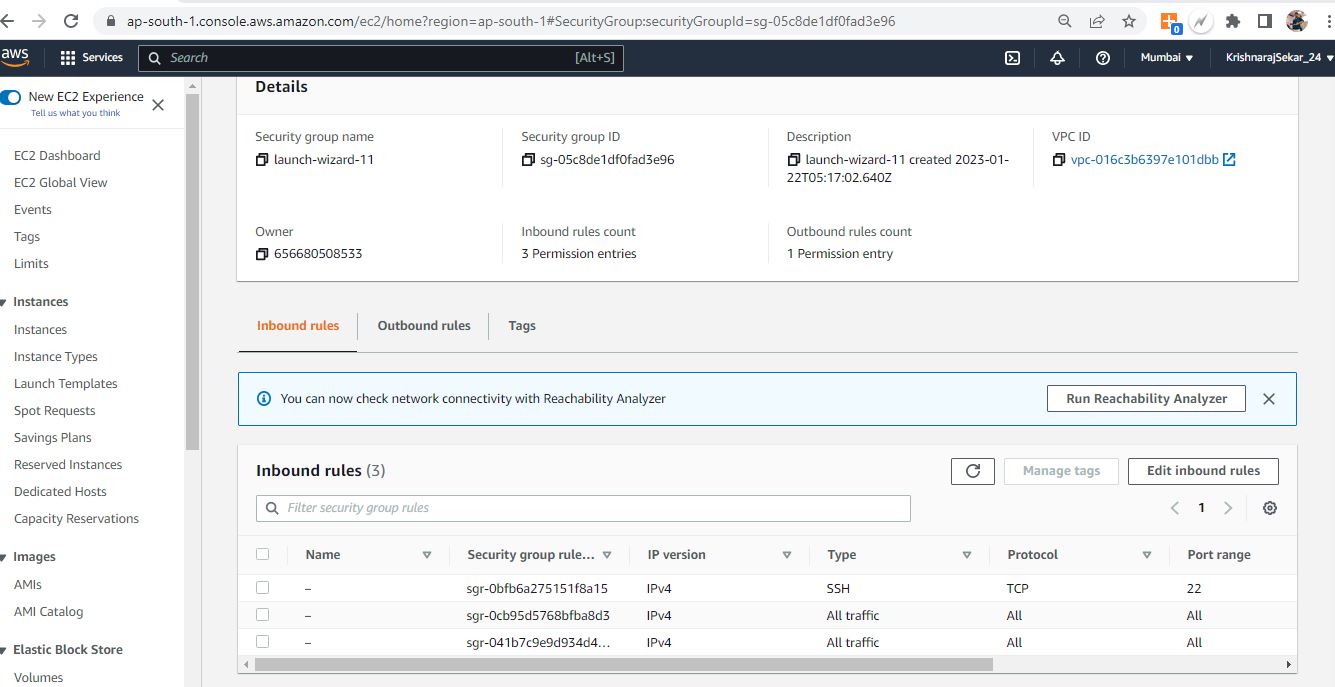 ap-south-1.console.aws.amazon.com/ec2/home?region=ap-south-1#SecurityGroup:securityGroupId=sg-05c8de1df0fad3e96
0
aws
Services
Search
[Alt+S]
Mumbai
KrishnarajSekar_24
New EC2 Experience
Tell us what you think
EC2 Dashboard
EC2 Global View
Events
Tags
Limits
Instances
Instances
Instance Types
Launch Templates
Spot Requests
Savings Plans
Reserved Instances
Dedicated Hosts
Capacity Reservations
Images
AMIs
AMI Catalog
Elastic Block Store
Volumes
Details
Security group name
launch-wizard-11
Security group ID
sg-05c8de1df0fad3e96
Description
launch-wizard-11 created 2023-01-
22T05:17:02.640Z
VPC ID
vpc-016c3b6397e101dbb
Owner
656680508533
Inbound rules count
3 Permission entries
Outbound rules count
1 Permission entry
Inbound rules
Outbound rules
Tags
You can now check network connectivity with Reachability Analyzer
Run Reachability Analyzer
Inbound rules (3)
Manage tags
Edit inbound rules
Filter security group rules
1
Name Security group rule... IP version Type Protocol Port range
– sgr-0bfb6a275151f8a15 IPv4 SSH TCP 22
– sgr-0cb95d5768bfba8d3 IPv4 All traffic All All
– sgr-041b7c9e9d934d4... IPv4 All traffic All All